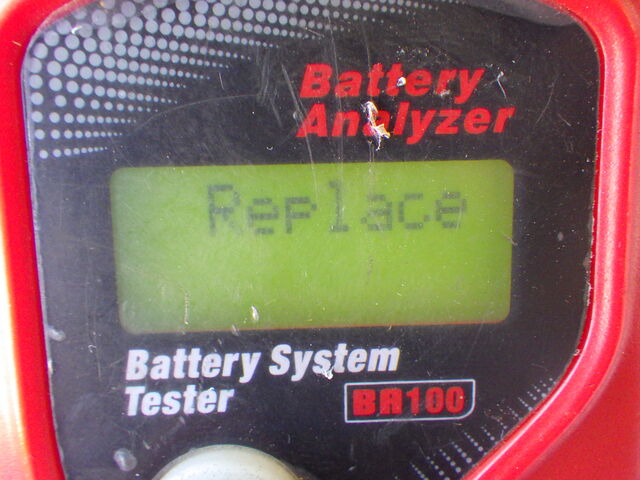 Battery
Analyzer
Replace
Battery System
Tester
BR100